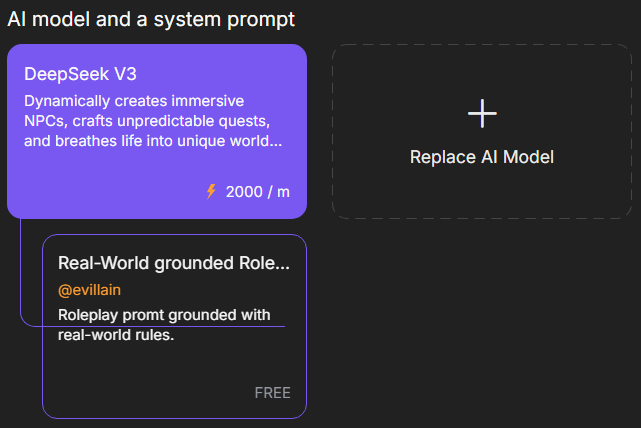 AI model and a system prompt
DeepSeek V3
Dynamically creates immersive
NPCs, crafts unpredictable quests,
and breathes life into unique world...
2000 / m
Replace AI Model
Real-World grounded Role...
@evillain
Roleplay promt grounded with
real-world rules.
FREE